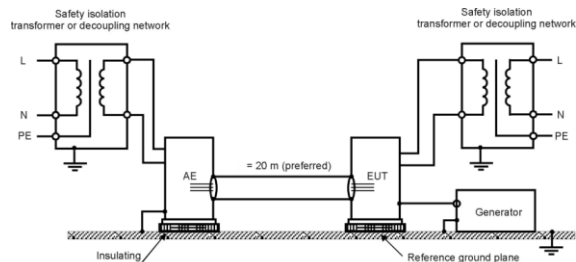 Safety isolation
transformer or decoupling network
Safety isolation
transformer or decoupling network
L
N
PE
L
N
PE
AE
= 20 m (preferred)
EUT
Generator
Insulating
Reference ground plane